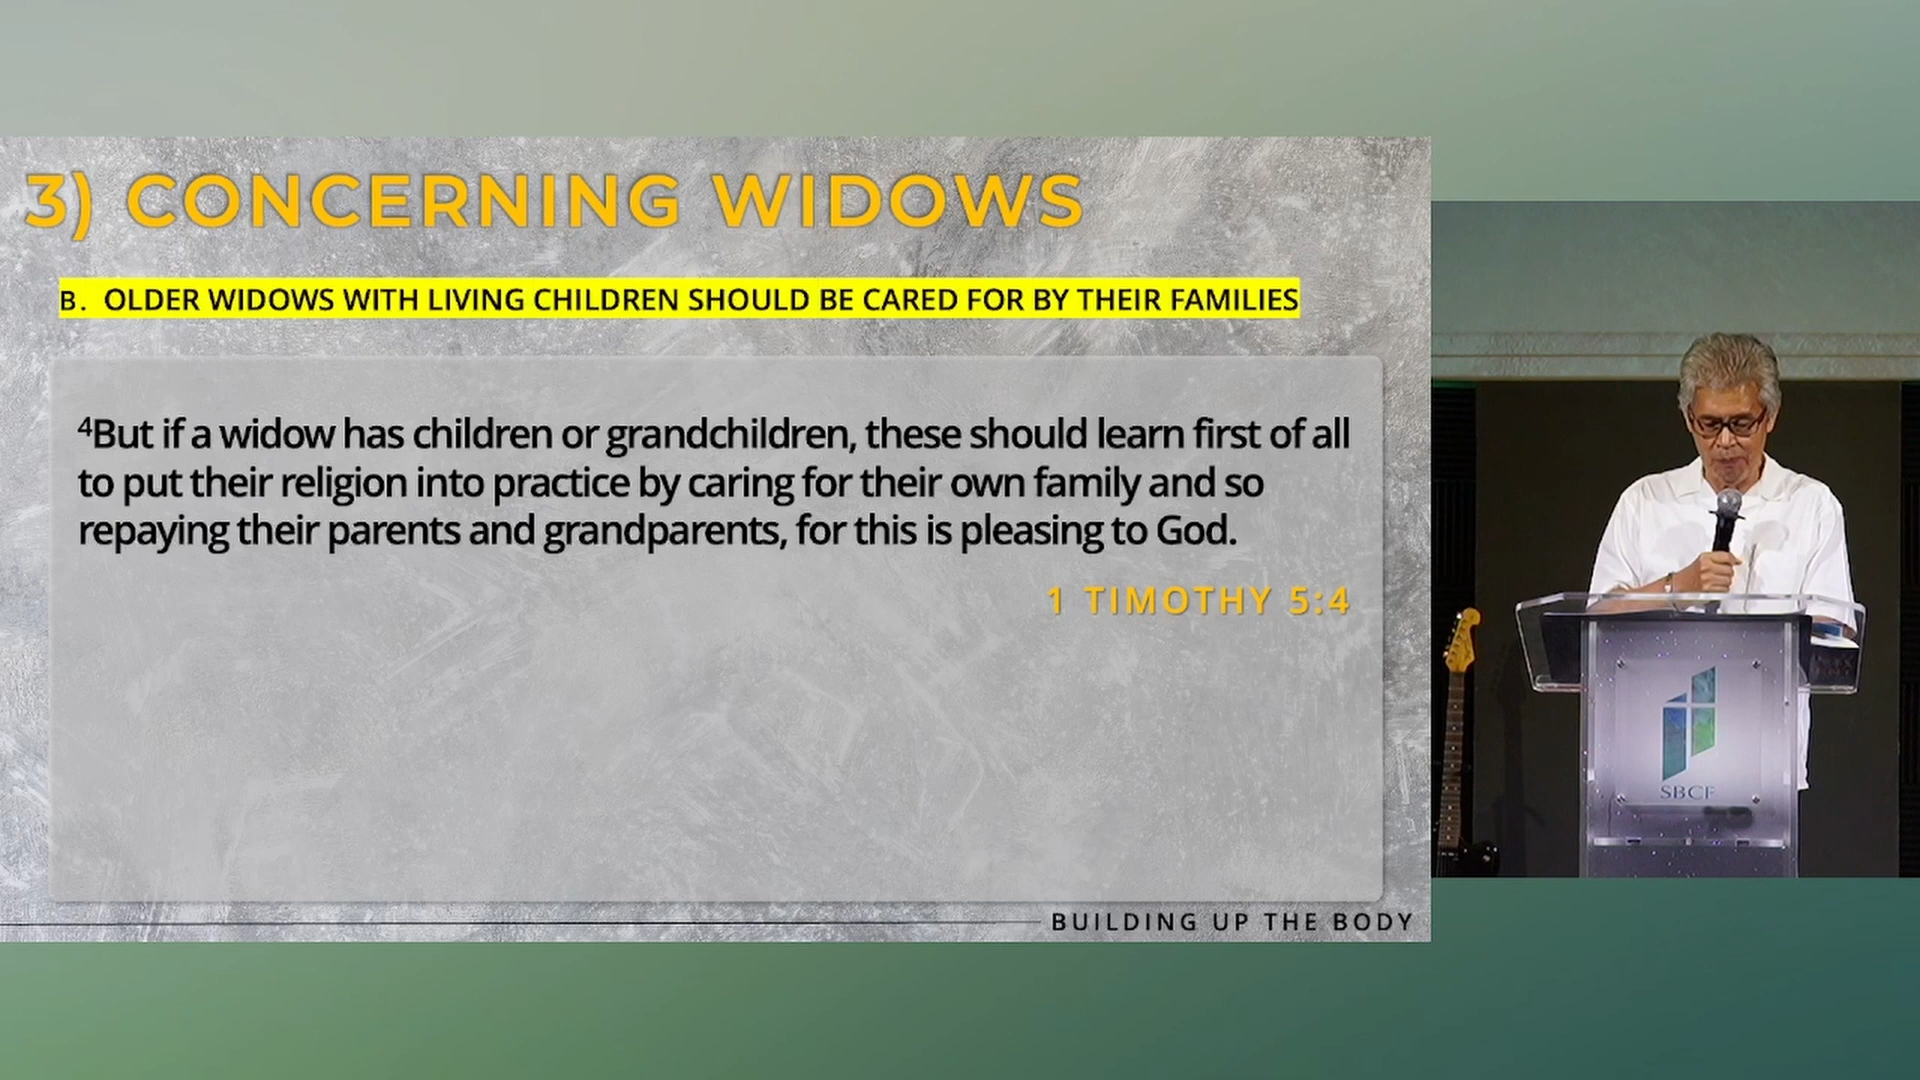 3) CONCERNING WIDOWS
B. OLDER WIDOWS WITH LIVING CHILDREN SHOULD BE CARED FOR BY THEIR FAMILIES
4But if a widow has children or grandchildren, these should learn first of all
to put their religion into practice by caring for their own family and so
repaying their parents and grandparents, for this is pleasing to God.
1 TIMOTHY 5:4
BUILDING UP THE BODY
SBCF